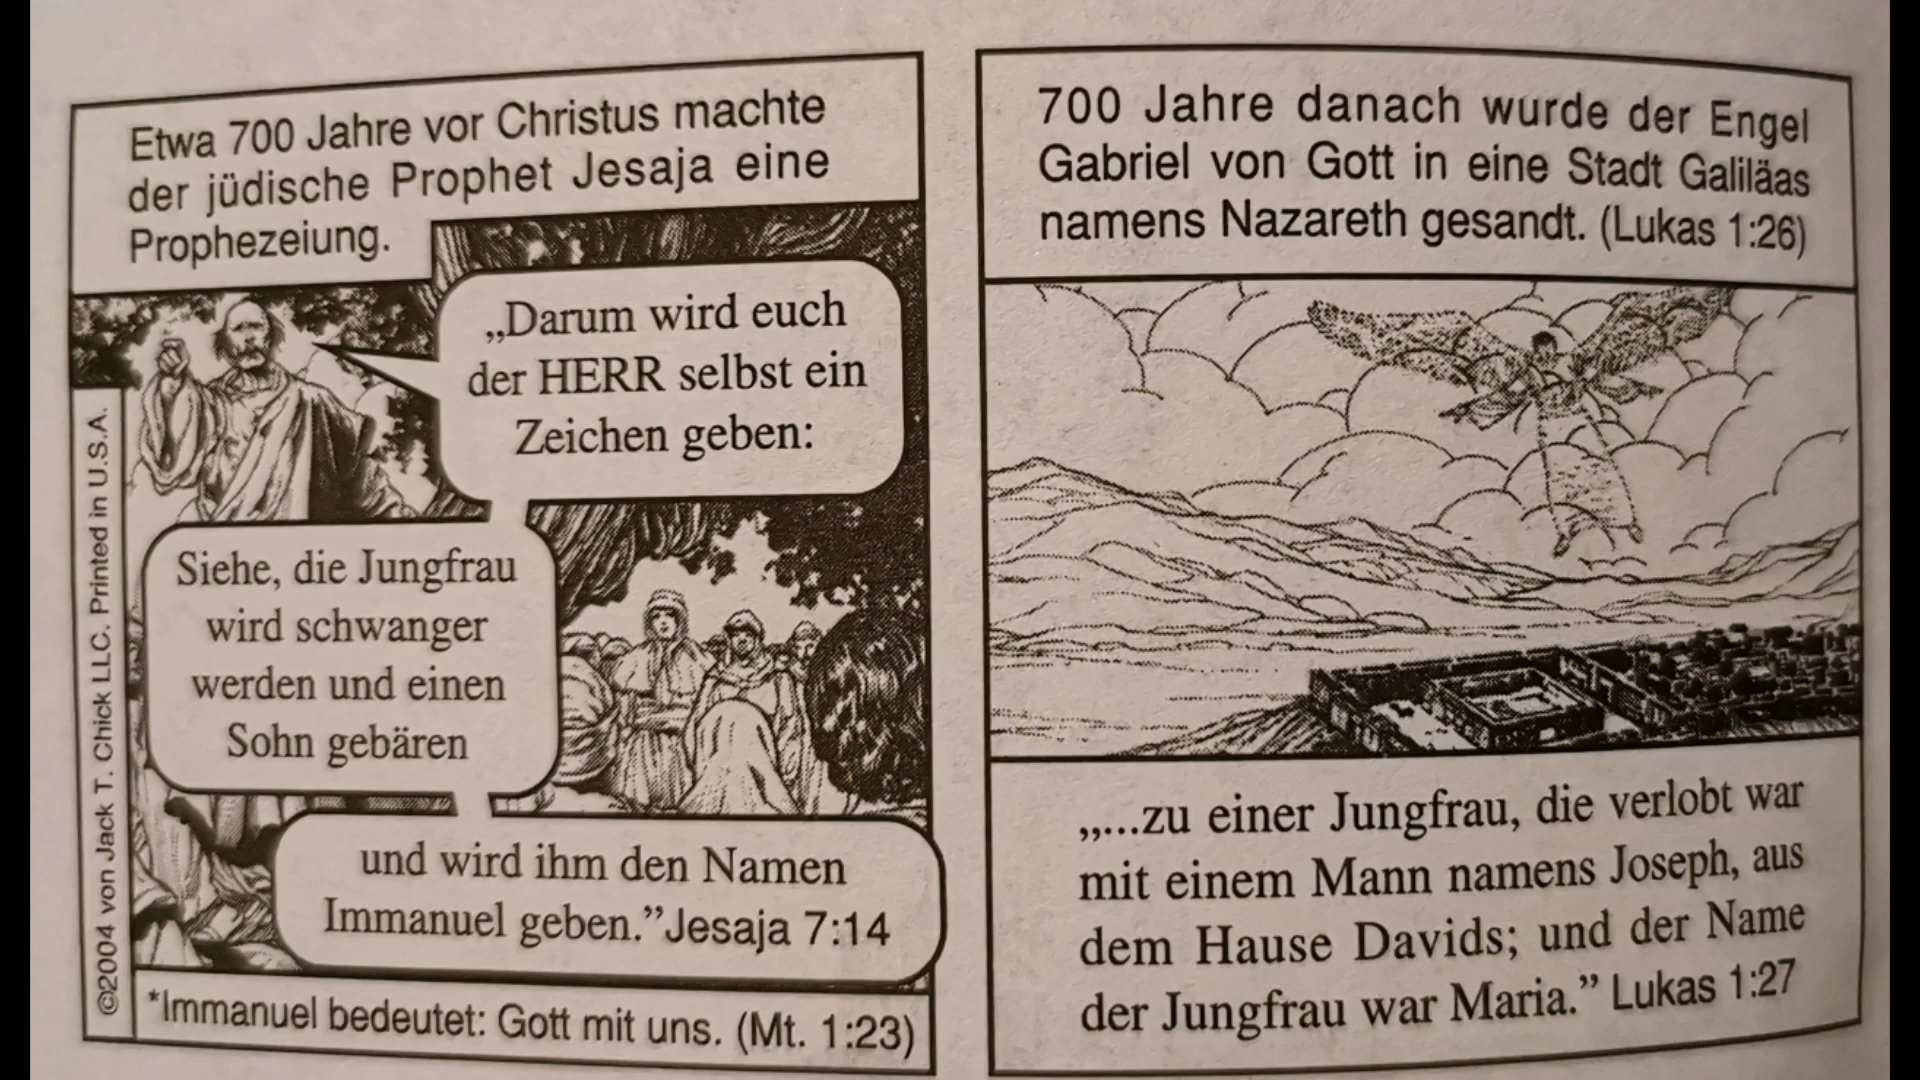 Etwa 700 Jahre vor Christus machte
der jüdische Prophet Jesaja eine
Prophezeiung.
„Darum wird euch
der HERR selbst ein
Zeichen geben:
Siehe, die Jungfrau
wird schwanger
werden und einen
Sohn gebären
und wird ihm den Namen
Immanuel geben.” Jesaja 7:14
*Immanuel bedeutet: Gott mit uns. (Mt. 1:23)
©2004 von Jack T. Chick LLC. Printed in U.S.A.
700 Jahre danach wurde der Engel
Gabriel von Gott in eine Stadt Galiläas
namens Nazareth gesandt. (Lukas 1:26)
„...zu einer Jungfrau, die verlobt war
mit einem Mann namens Joseph, aus
dem Hause Davids; und der Name
der Jungfrau war Maria.” Lukas 1:27